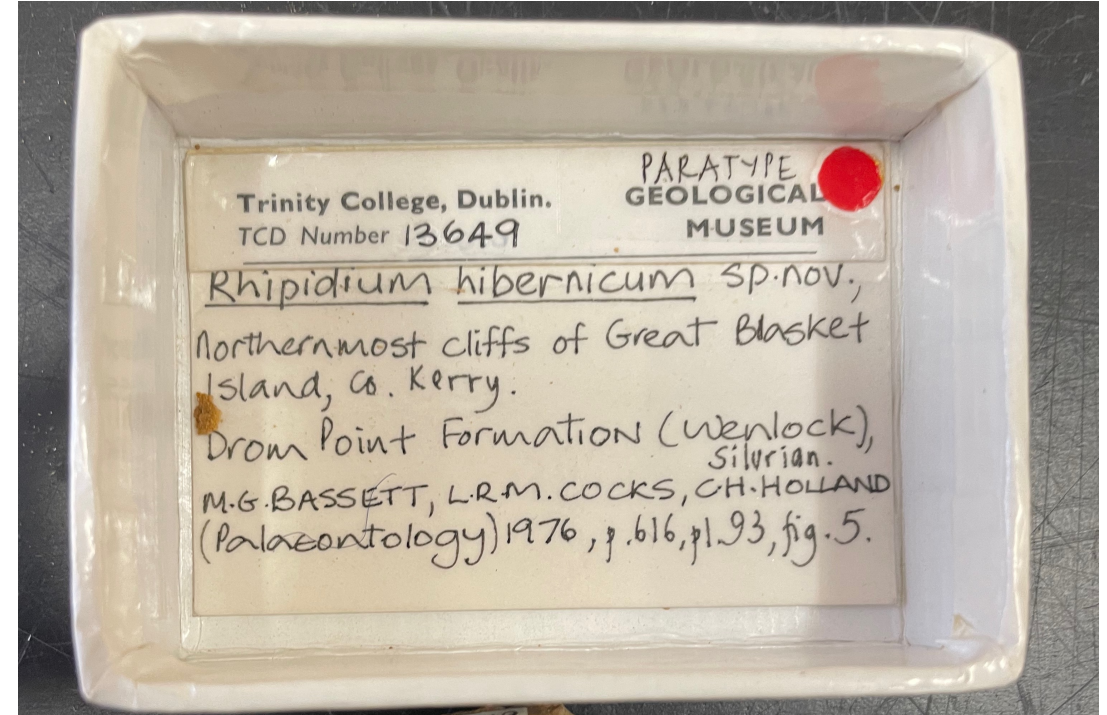 PARATYPE
Trinity College, Dublin. GEOLOGICAL
TCD Number 13649 MUSEUM
Rhipidium hibernicum sp.nov.,
Northernmost cliffs of Great Blasket
Island, Co. Kerry.
Drom Point Formation (Wenlock),
Silurian.
M.G.BASSETT, L.R.M.COCKS, C.H.HOLLAND
(Palaeontology) 1976, p.616, pl.93, fig.5.